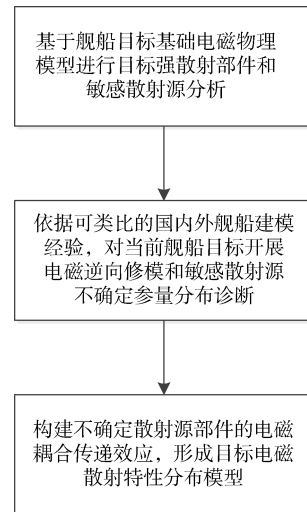 基于舰船目标基础电磁物理
模型进行目标强散射部件和
敏感散射源分析
依据可类比的国内外舰船建模
经验，对当前舰船目标开展
电磁逆向修模和敏感散射源
不确定参量分布诊断
构建不确定散射源部件的电磁
耦合传递效应，形成目标电磁
散射特性分布模型